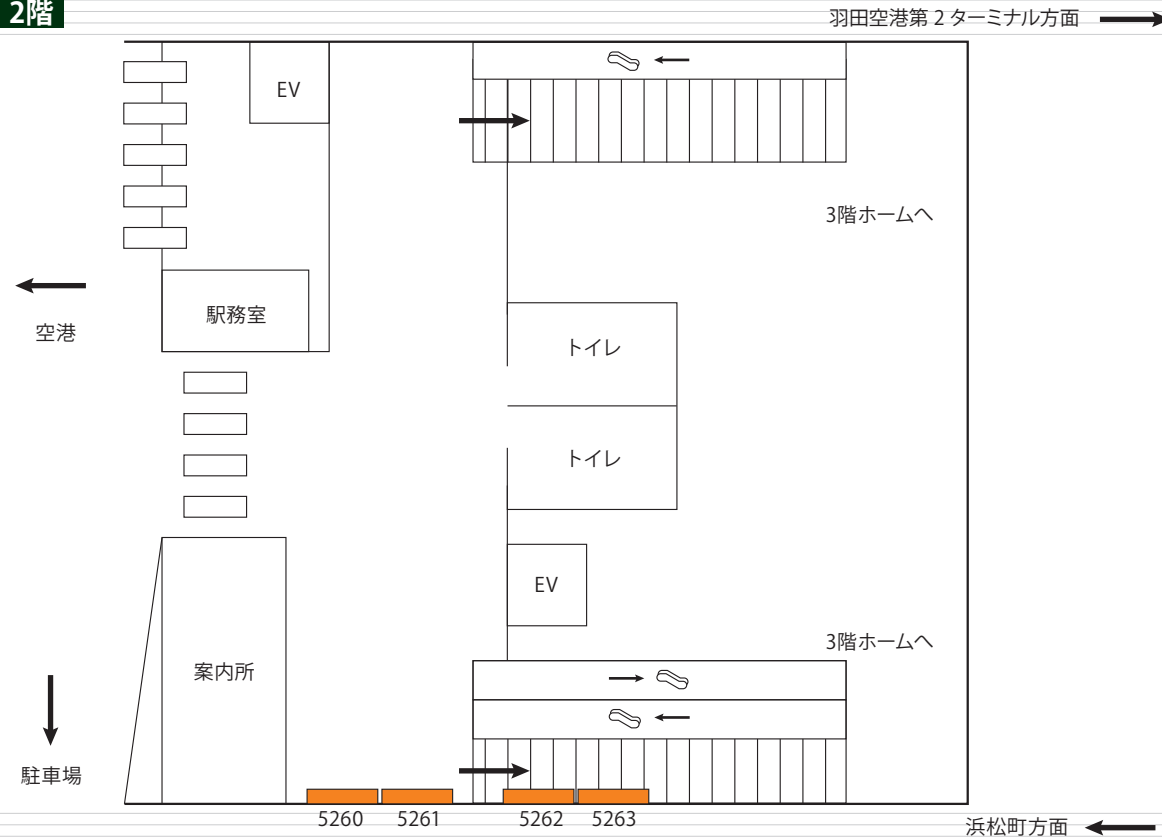 2階
羽田空港第2ターミナル方面
EV
3階ホームへ
駅務室
空港
トイレ
トイレ
EV
3階ホームへ
案内所
駐車場
5260 5261 5262 5263
浜松町方面